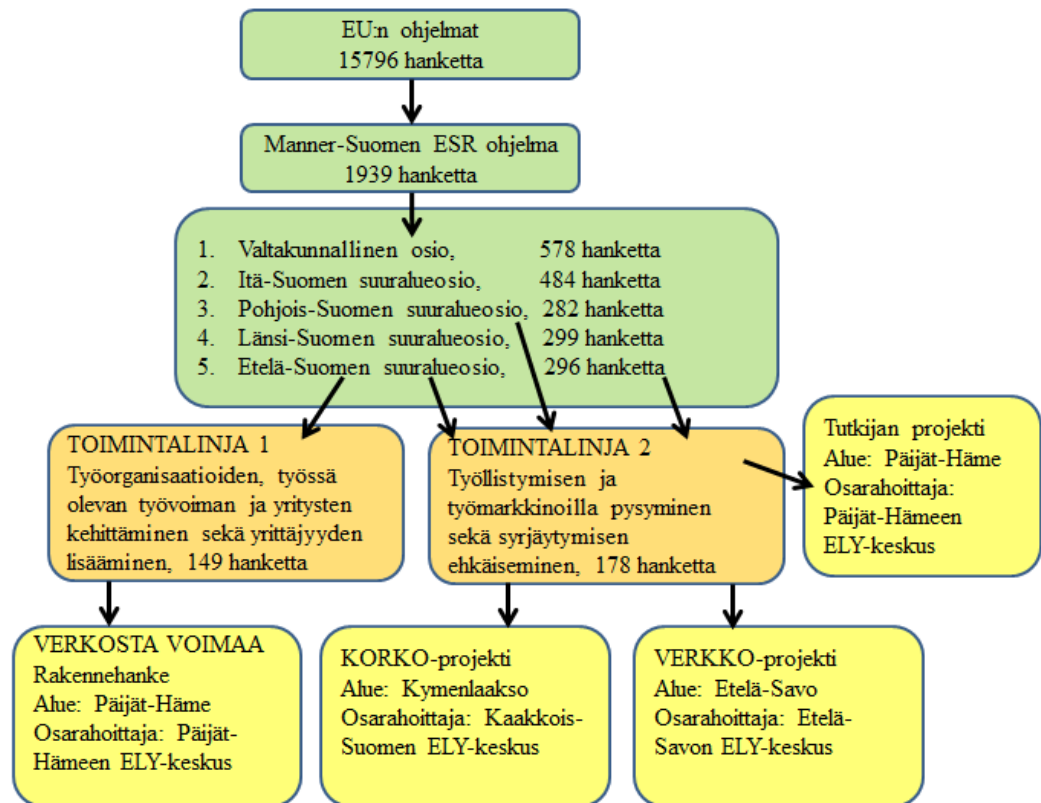 EU:n ohjelmat
15796 hanketta
Manner-Suomen ESR ohjelma
1939 hanketta
1. Valtakunnallinen osio, 578 hanketta
2. Itä-Suomen suuralueosio, 484 hanketta
3. Pohjois-Suomen suuralueosio, 282 hanketta
4. Länsi-Suomen suuralueosio, 299 hanketta
5. Etelä-Suomen suuralueosio, 296 hanketta
TOIMINTALINJA 1
Työorganisaatioiden, työssä
olevan työvoiman ja yritysten
kehittäminen sekä yrittäjyyden
lisääminen, 149 hanketta
TOIMINTALINJA 2
Työllistymisen ja
työmarkkinoilla pysyminen
sekä syrjäytymisen
ehkäiseminen, 178 hanketta
Tutkijan projekti
Alue: Päijät-Häme
Osarahoittaja:
Päijät-Hämeen
ELY-keskus
VERKOSTA VOIMAA
Rakennehanke
Alue: Päijät-Häme
Osarahoittaja: Päijät-
Hämeen ELY-keskus
KORKO-projekti
Alue: Kymenlaakso
Osarahoittaja: Kaakkois-
Suomen ELY-keskus
VERKKO-projekti
Alue: Etelä-Savo
Osarahoittaja: Etelä-
Savon ELY-keskus